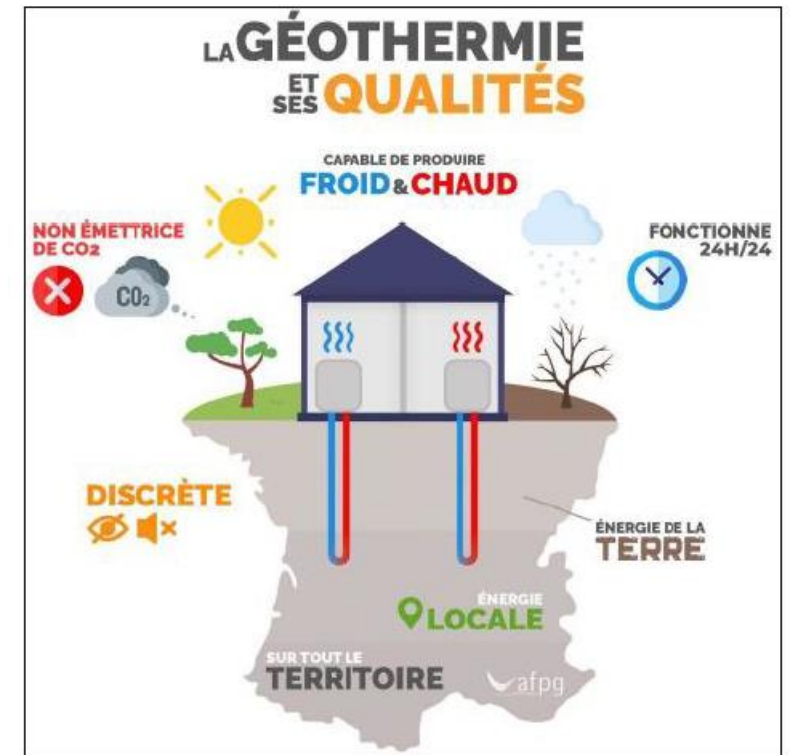 LA GÉOTHERMIE
ET SES QUALITÉS
CAPABLE DE PRODUIRE
FROID & CHAUD
NON ÉMETTRICE
DE CO2
CO₂
FONCTIONNE
24H/24
DISCRÈTE
ÉNERGIE DE LA
TERRE
ÉNERGIE
LOCALE
SUR TOUT LE
TERRITOIRE
afpg